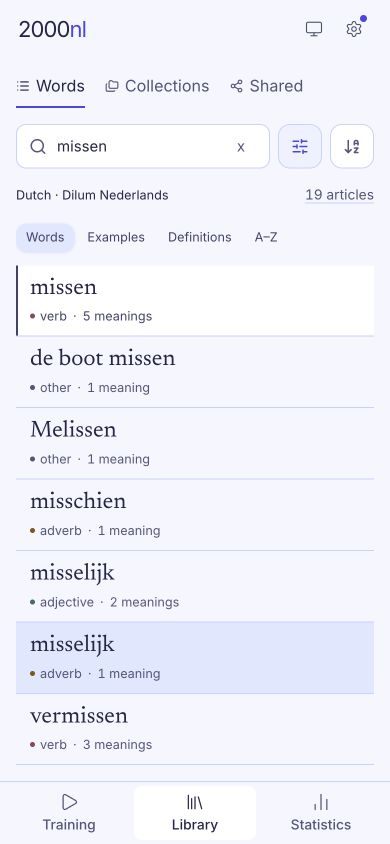 2000nl
Words Collections Shared
missen x
Dutch · Dilum Nederlands 19 articles
Words Examples Definitions A–Z
missen
verb · 5 meanings
de boot missen
other · 1 meaning
Melissen
other · 1 meaning
misschien
adverb · 1 meaning
misselijk
adjective · 2 meanings
misselijk
adverb · 1 meaning
vermissen
verb · 3 meanings
Training Library Statistics